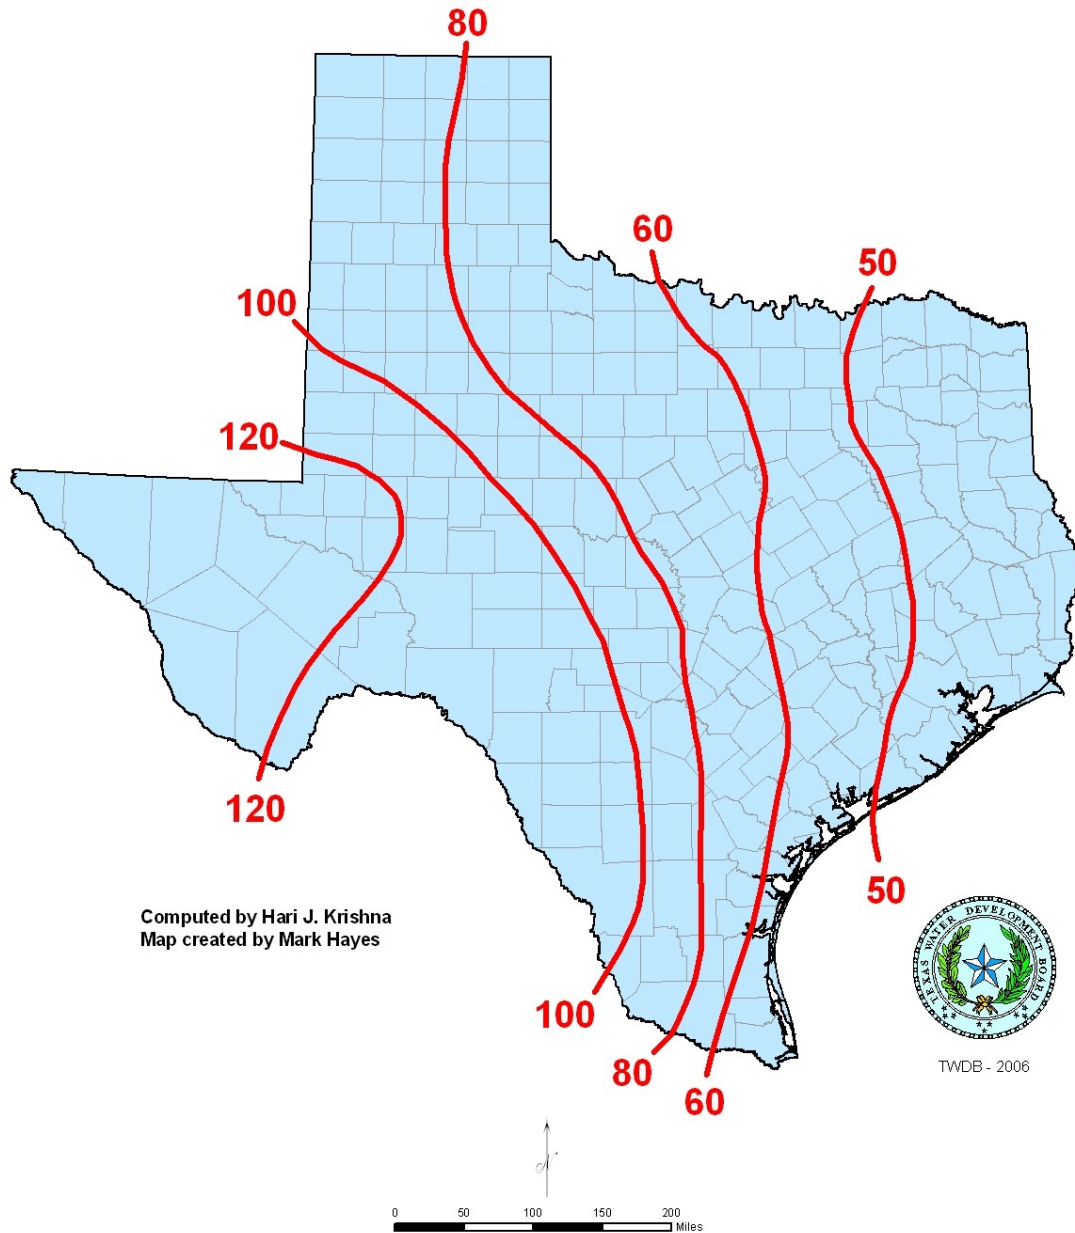 80
60
50
100
120
120
Computed by Hari J. Krishna
Map created by Mark Hayes
50
TEXAS WATER DEVELOPMENT BOARD
100
80
TWDB - 2006
60
N
0 50 100 150 200
Miles